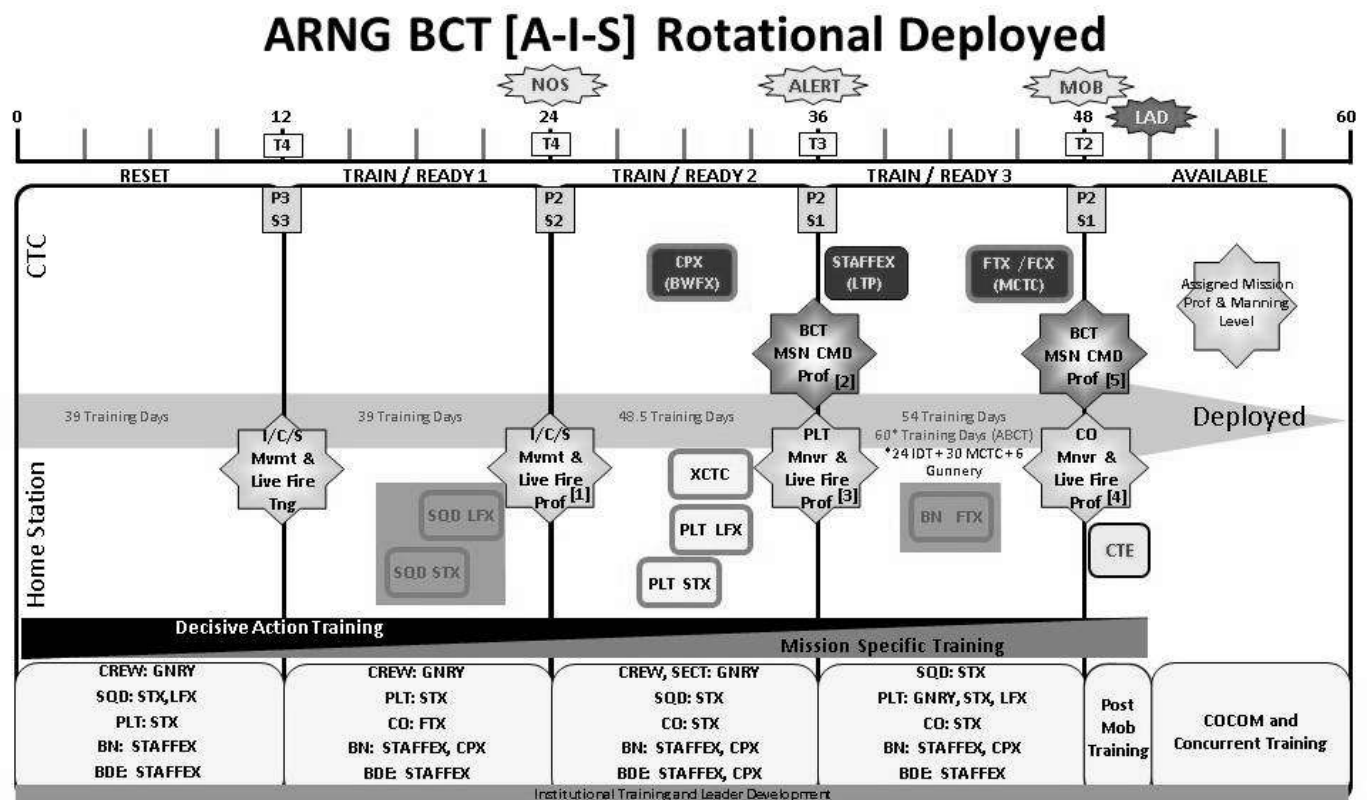 ARNG BCT [A-I-S] Rotational Deployed
NOS
ALERT
MOB
LAD
0
12
24
36
48
60
T4
T4
T3
T2
RESET
TRAIN / READY 1
TRAIN / READY 2
TRAIN / READY 3
AVAILABLE
P3
S3
P2
S2
P2
S1
P2
S1
CTC
CPX
(BWFX)
STAFFEX
(LTP)
FTX /FCX
(MCTC)
Assigned Mission
Prof & Manning
Level
BCT
MSN CMD
Prof [2]
BCT
MSN CMD
Prof [5]
39 Training Days
39 Training Days
48.5 Training Days
54 Training Days
60* Training Days (ABCT)
*24 IDT + 30 MCTC + 6
Gunnery
Deployed
Home Station
I/C/S
Mvmt &
Live Fire
Tng
I/C/S
Mvmt &
Live Fire
Prof [1]
PLT
Mnvr &
Live Fire
Prof [3]
CO
Mnvr &
Live Fire
Prof [4]
SQD LFX
SQD STX
XCTC
PLT LFX
PLT STX
BN FTX
CTE
Decisive Action Training
Mission Specific Training
CREW: GNRY
SQD: STX,LFX
PLT: STX
BN: STAFFEX
BDE: STAFFEX
CREW: GNRY
PLT: STX
CO: FTX
BN: STAFFEX, CPX
BDE: STAFFEX
CREW, SECT: GNRY
SQD: STX
CO: STX
BN: STAFFEX, CPX
BDE: STAFFEX, CPX
SQD: STX
PLT: GNRY, STX, LFX
CO: STX
BN: STAFFEX, CPX
BDE: STAFFEX
Post
Mob
Training
COCOM and
Concurrent Training
Institutional Training and Leader Development